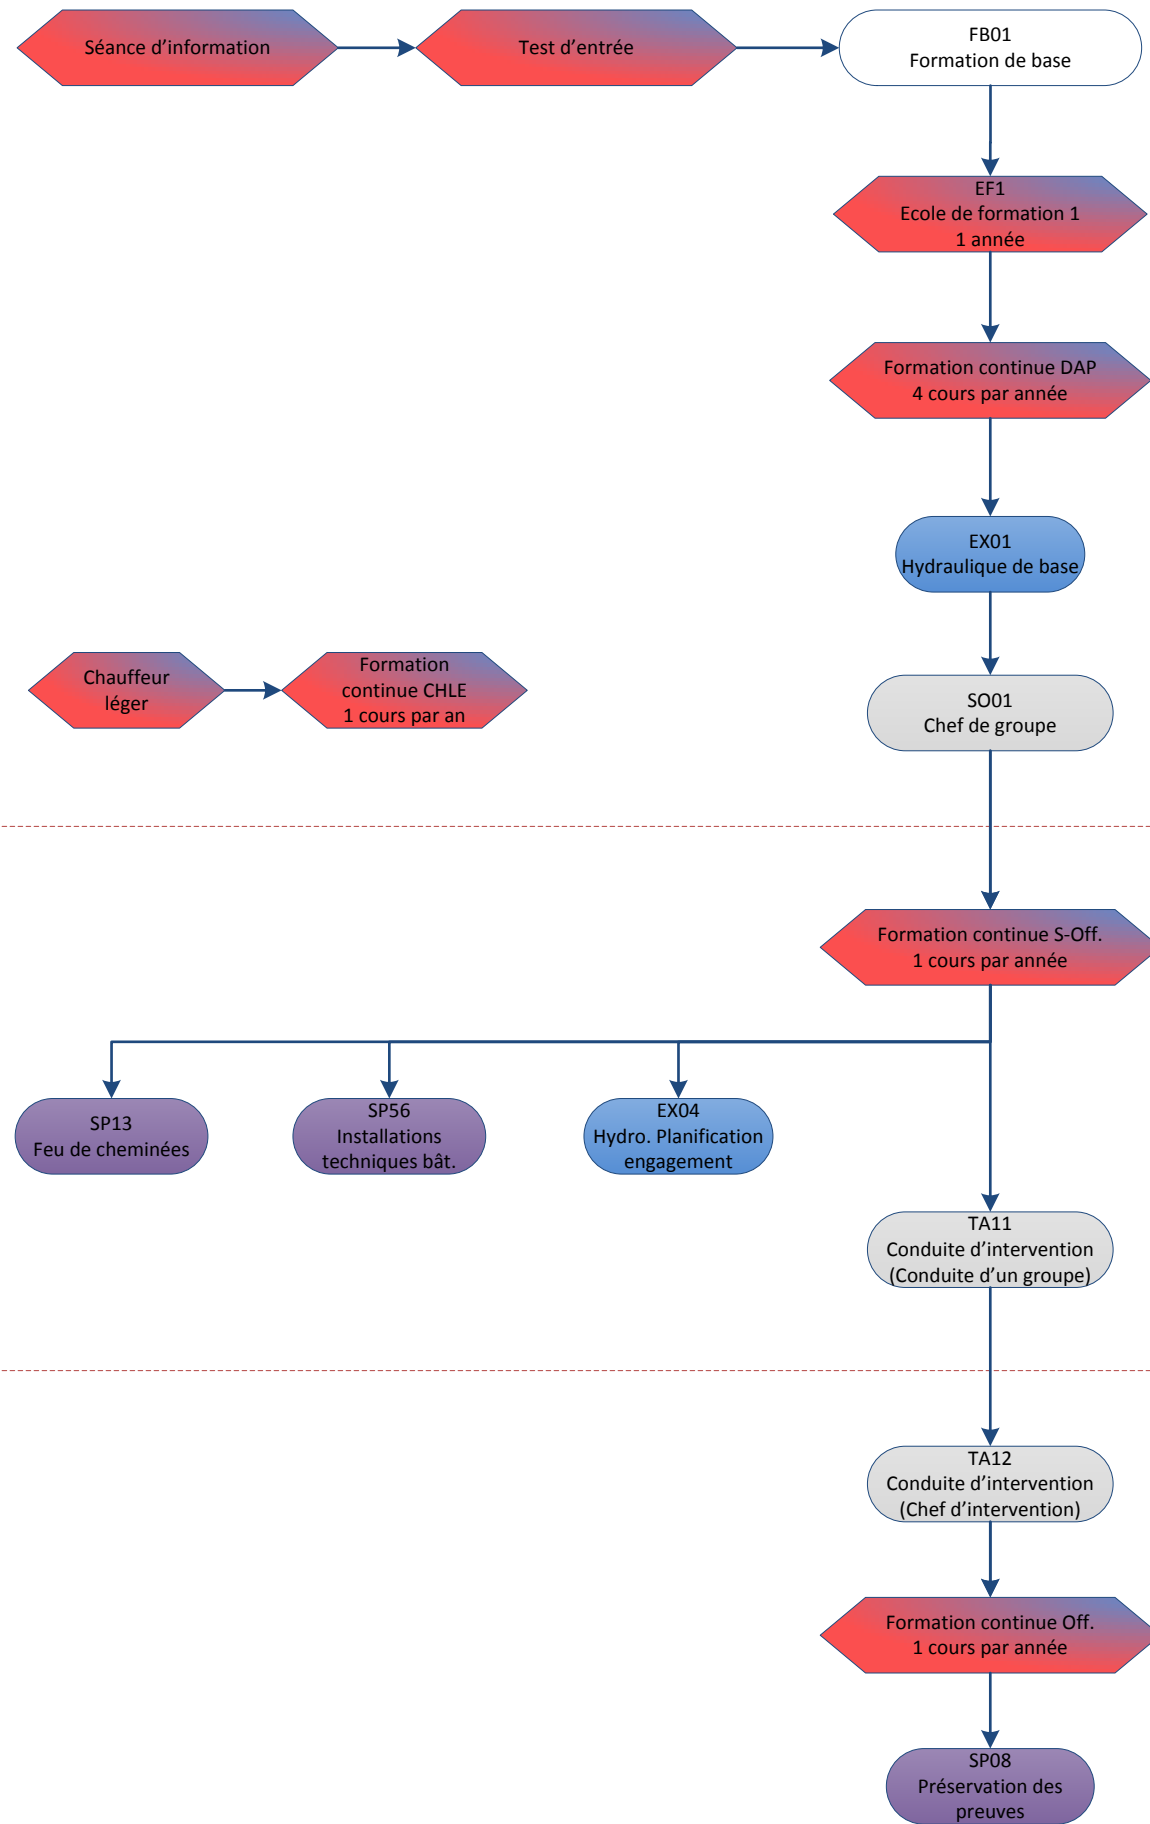 Séance d’information
Test d’entrée
FB01
Formation de base
EF1
Ecole de formation 1
1 année
Formation continue DAP
4 cours par année
EX01
Hydraulique de base
Chauffeur
léger
Formation
continue CHLE
1 cours par an
SO01
Chef de groupe
Formation continue S-Off.
1 cours par année
SP13
Feu de cheminées
SP56
Installations
techniques bât.
EX04
Hydro. Planification
engagement
TA11
Conduite d’intervention
(Conduite d’un groupe)
TA12
Conduite d’intervention
(Chef d’intervention)
Formation continue Off.
1 cours par année
SP08
Préservation des
preuves